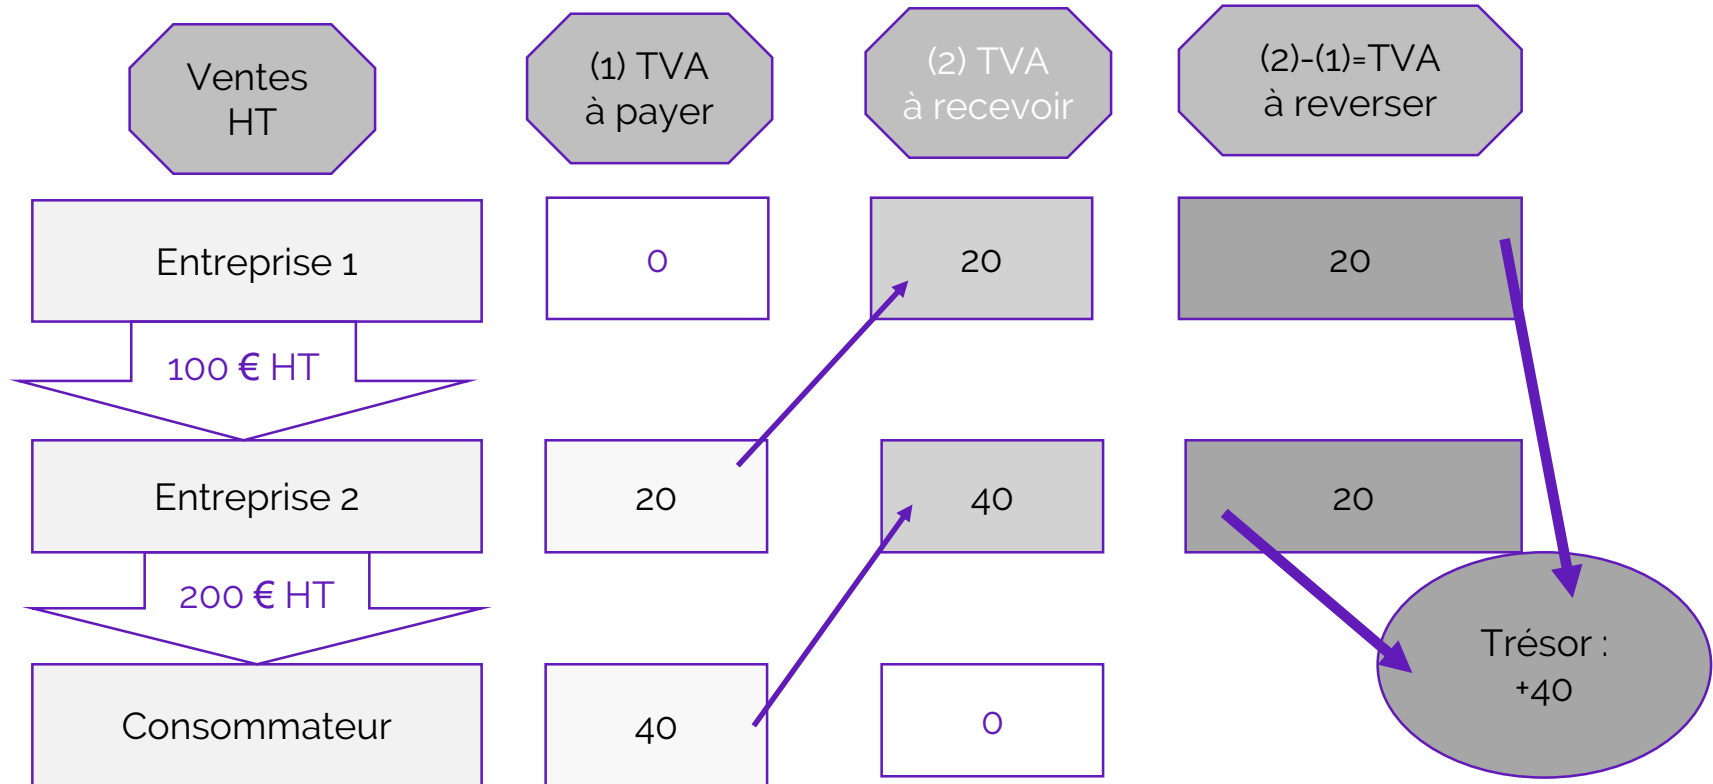 Ventes
HT
(1) TVA
à payer
(2) TVA
à recevoir
(2)-(1)=TVA
à reverser
Entreprise 1
0
20
20
100 € HT
Entreprise 2
20
40
20
200 € HT
Consommateur
40
0
Trésor :
+40